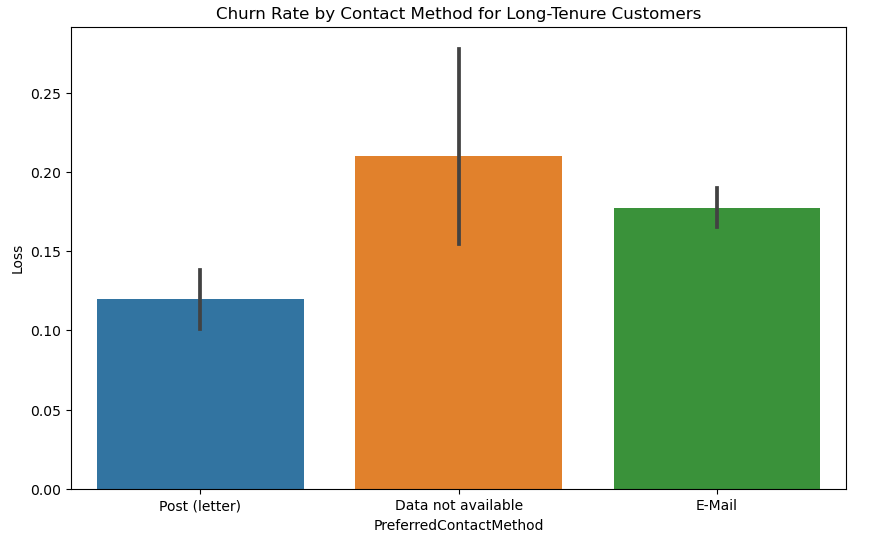 Churn Rate by Contact Method for Long-Tenure Customers
Loss
0.25
0.20
0.15
0.10
0.05
0.00
Post (letter)
Data not available
E-Mail
PreferredContactMethod